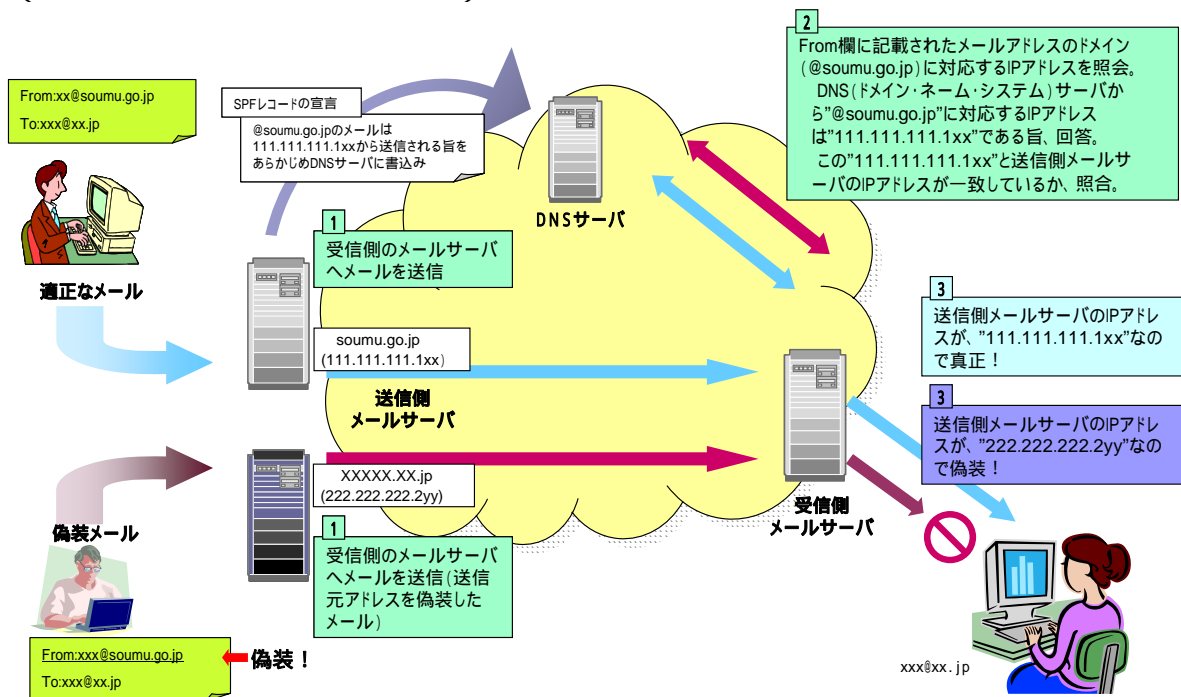 From:xx@soumu.go.jp
To:xxx@xx.jp
適正なメール
SPFレコードの宣言
@soumu.go.jpのメールは
111.111.111.1xxから送信される旨を
あらかじめDNSサーバに書込み
DNSサーバ
2
From欄に記載されたメールアドレスのドメイン
(@soumu.go.jp)に対応するIPアドレスを照会。
DNS(ドメイン・ネーム・システム)サーバか
ら"@soumu.go.jp"に対応するIPアドレス
は"111.111.111.1xx"である旨、回答。
この"111.111.111.1xx"と送信側メールサ
ーバのIPアドレスが一致しているか、照合。
1
受信側のメールサーバ
へメールを送信
soumu.go.jp
(111.111.111.1xx)
送信側
メールサーバ
3
送信側メールサーバのIPアドレ
スが、"111.111.111.1xx"なの
で真正！
3
送信側メールサーバのIPアドレ
スが、"222.222.222.2yy"なの
で偽装！
XXXXX.XX.jp
(222.222.222.2yy)
受信側
メールサーバ
偽装メール
1
受信側のメールサーバ
へメールを送信(送信
元アドレスを偽装した
メール)
From:xxx@soumu.go.jp
To:xxx@xx.jp
偽装！
xxx@xx.jp